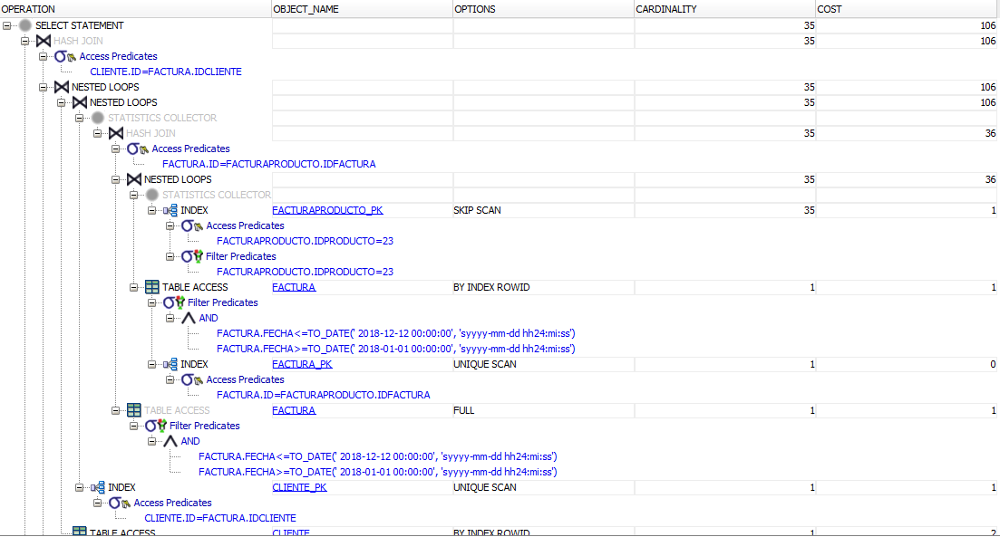 OPERATION OBJECT_NAME OPTIONS CARDINALITY COST
SELECT STATEMENT 35 106
HASH JOIN 35 106
Access Predicates
CLIENTE.ID=FACTURA.IDCLIENTE
NESTED LOOPS 35 106
NESTED LOOPS 35 106
STATISTICS COLLECTOR
HASH JOIN 35 36
Access Predicates
FACTURA.ID=FACTURAPRODUCTO.IDFACTURA
NESTED LOOPS 35 36
STATISTICS COLLECTOR
INDEX FACTURAPRODUCTO_PK SKIP SCAN 35 1
Access Predicates
FACTURAPRODUCTO.IDPRODUCTO=23
Filter Predicates
FACTURAPRODUCTO.IDPRODUCTO=23
TABLE ACCESS FACTURA BY INDEX ROWID 1 1
Filter Predicates
AND
FACTURA.FECHA<=TO_DATE(' 2018-12-12 00:00:00', 'syyyy-mm-dd hh24:mi:ss')
FACTURA.FECHA>=TO_DATE(' 2018-01-01 00:00:00', 'syyyy-mm-dd hh24:mi:ss')
INDEX FACTURA_PK UNIQUE SCAN 1 0
Access Predicates
FACTURA.ID=FACTURAPRODUCTO.IDFACTURA
TABLE ACCESS FACTURA FULL 1 1
Filter Predicates
AND
FACTURA.FECHA<=TO_DATE(' 2018-12-12 00:00:00', 'syyyy-mm-dd hh24:mi:ss')
FACTURA.FECHA>=TO_DATE(' 2018-01-01 00:00:00', 'syyyy-mm-dd hh24:mi:ss')
INDEX CLIENTE_PK UNIQUE SCAN 1 1
Access Predicates
CLIENTE.ID=FACTURA.IDCLIENTE
TABLE ACCESS CLIENTE BY INDEX ROWID 1 2